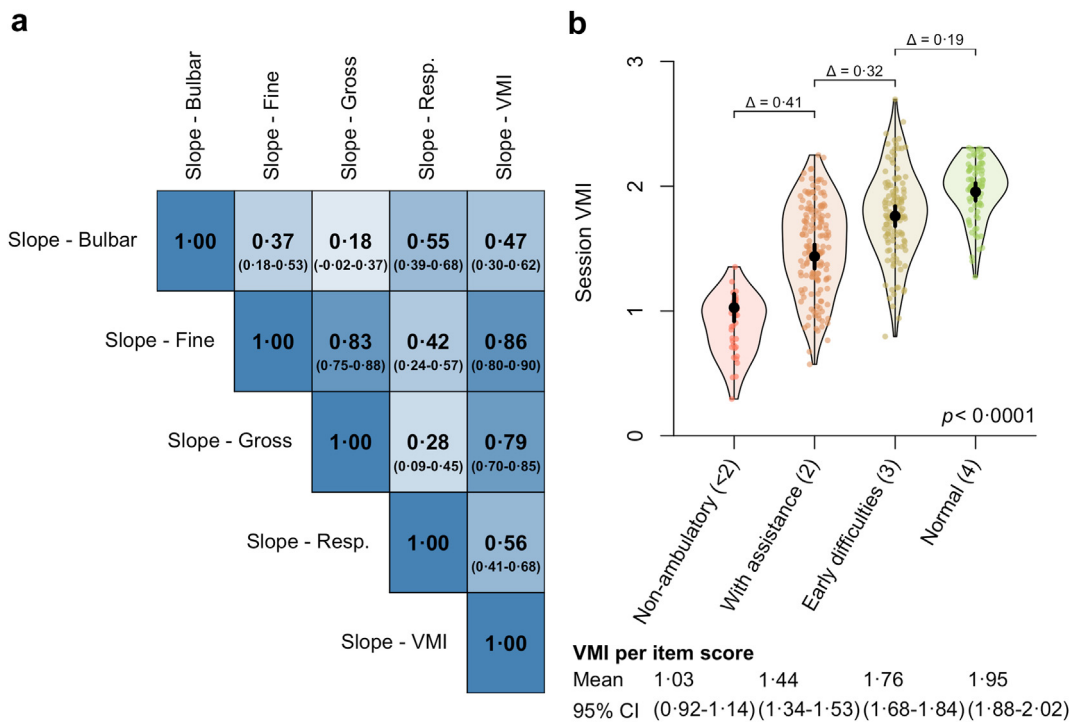 a
Slope - Bulbar
Slope - Fine
Slope - Gross
Slope - Resp.
Slope - VMI
Slope - Bulbar
1·00 0·37 0·18 0·55 0·47
(0·18-0·53) (-0·02-0·37) (0·39-0·68) (0·30-0·62)
Slope - Fine
1·00 0·83 0·42 0·86
(0·75-0·88) (0·24-0·57) (0·80-0·90)
Slope - Gross
1·00 0·28 0·79
(0·09-0·45) (0·70-0·85)
Slope - Resp.
1·00 0·56
(0·41-0·68)
Slope - VMI
1·00
b
Δ = 0·19
Δ = 0·32
Δ = 0·41
Session VMI
3
2
1
0
p< 0·0001
Non-ambulatory (<2)
With assistance (2)
Early difficulties (3)
Normal (4)
VMI per item score
Mean 1·03 1·44 1·76 1·95
95% CI (0·92-1·14) (1·34-1·53) (1·68-1·84) (1·88-2·02)